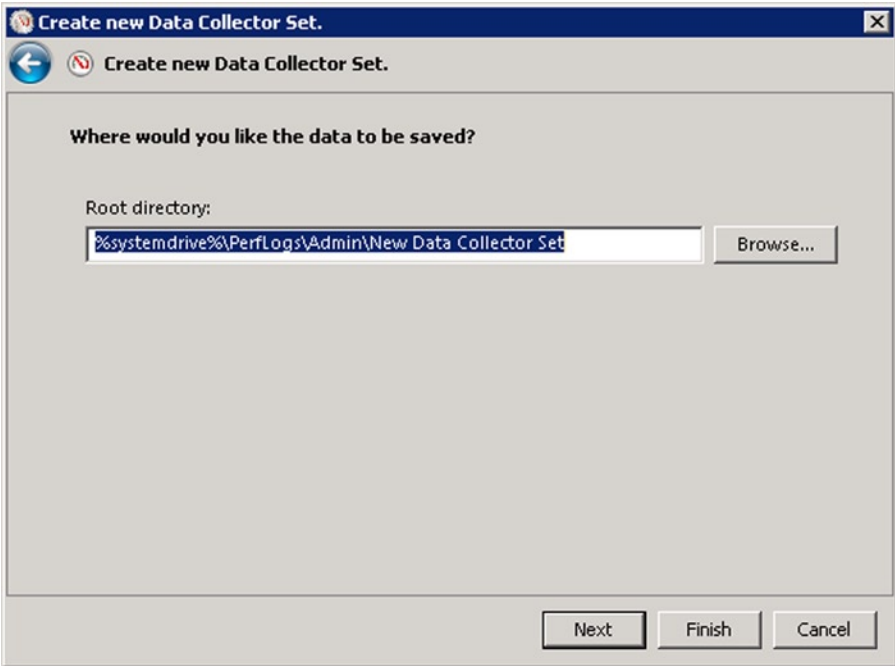 Create new Data Collector Set.
Create new Data Collector Set.
Where would you like the data to be saved?
Root directory:
%systemdrive%\PerfLogs\Admin\New Data Collector Set
Browse...
Next
Finish
Cancel